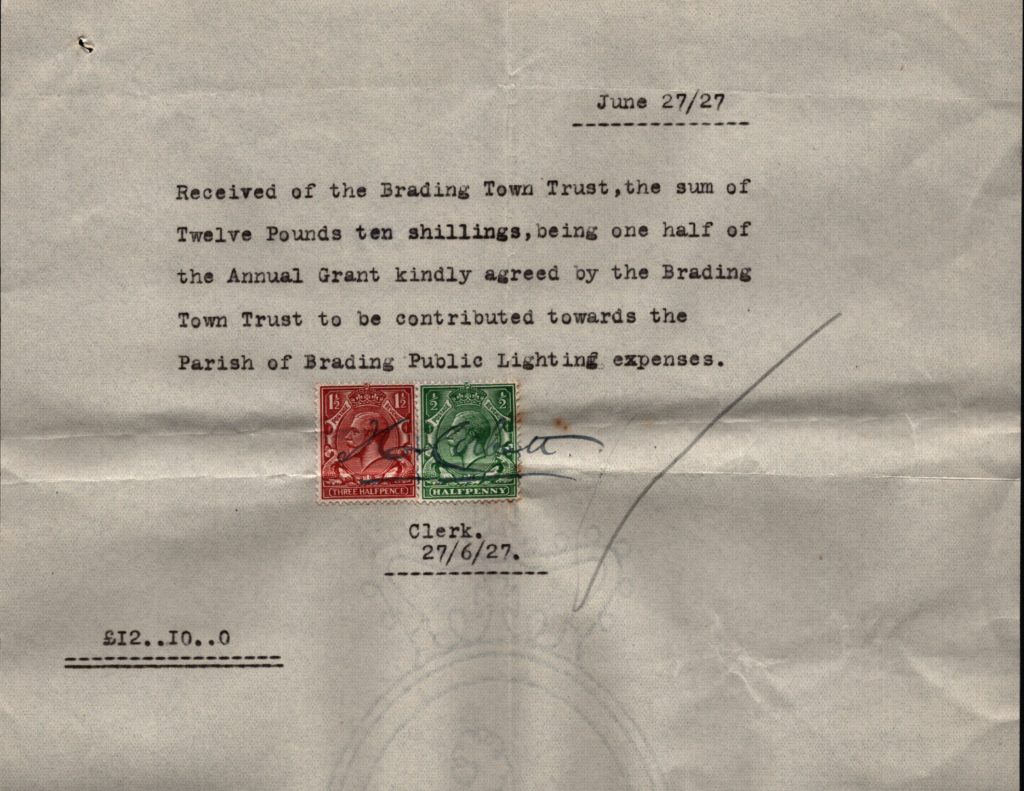 June 27/27
Received of the Brading Town Trust,the sum of
Twelve Pounds ten shillings,being one half of
the Annual Grant kindly agreed by the Brading
Town Trust to be contributed towards the
Parish of Brading Public Lighting expenses.
1½ 1½ ½ ½
THREE HALFPENCE HALFPENNY
Clerk.
27/6/27.
£I2..I0..0